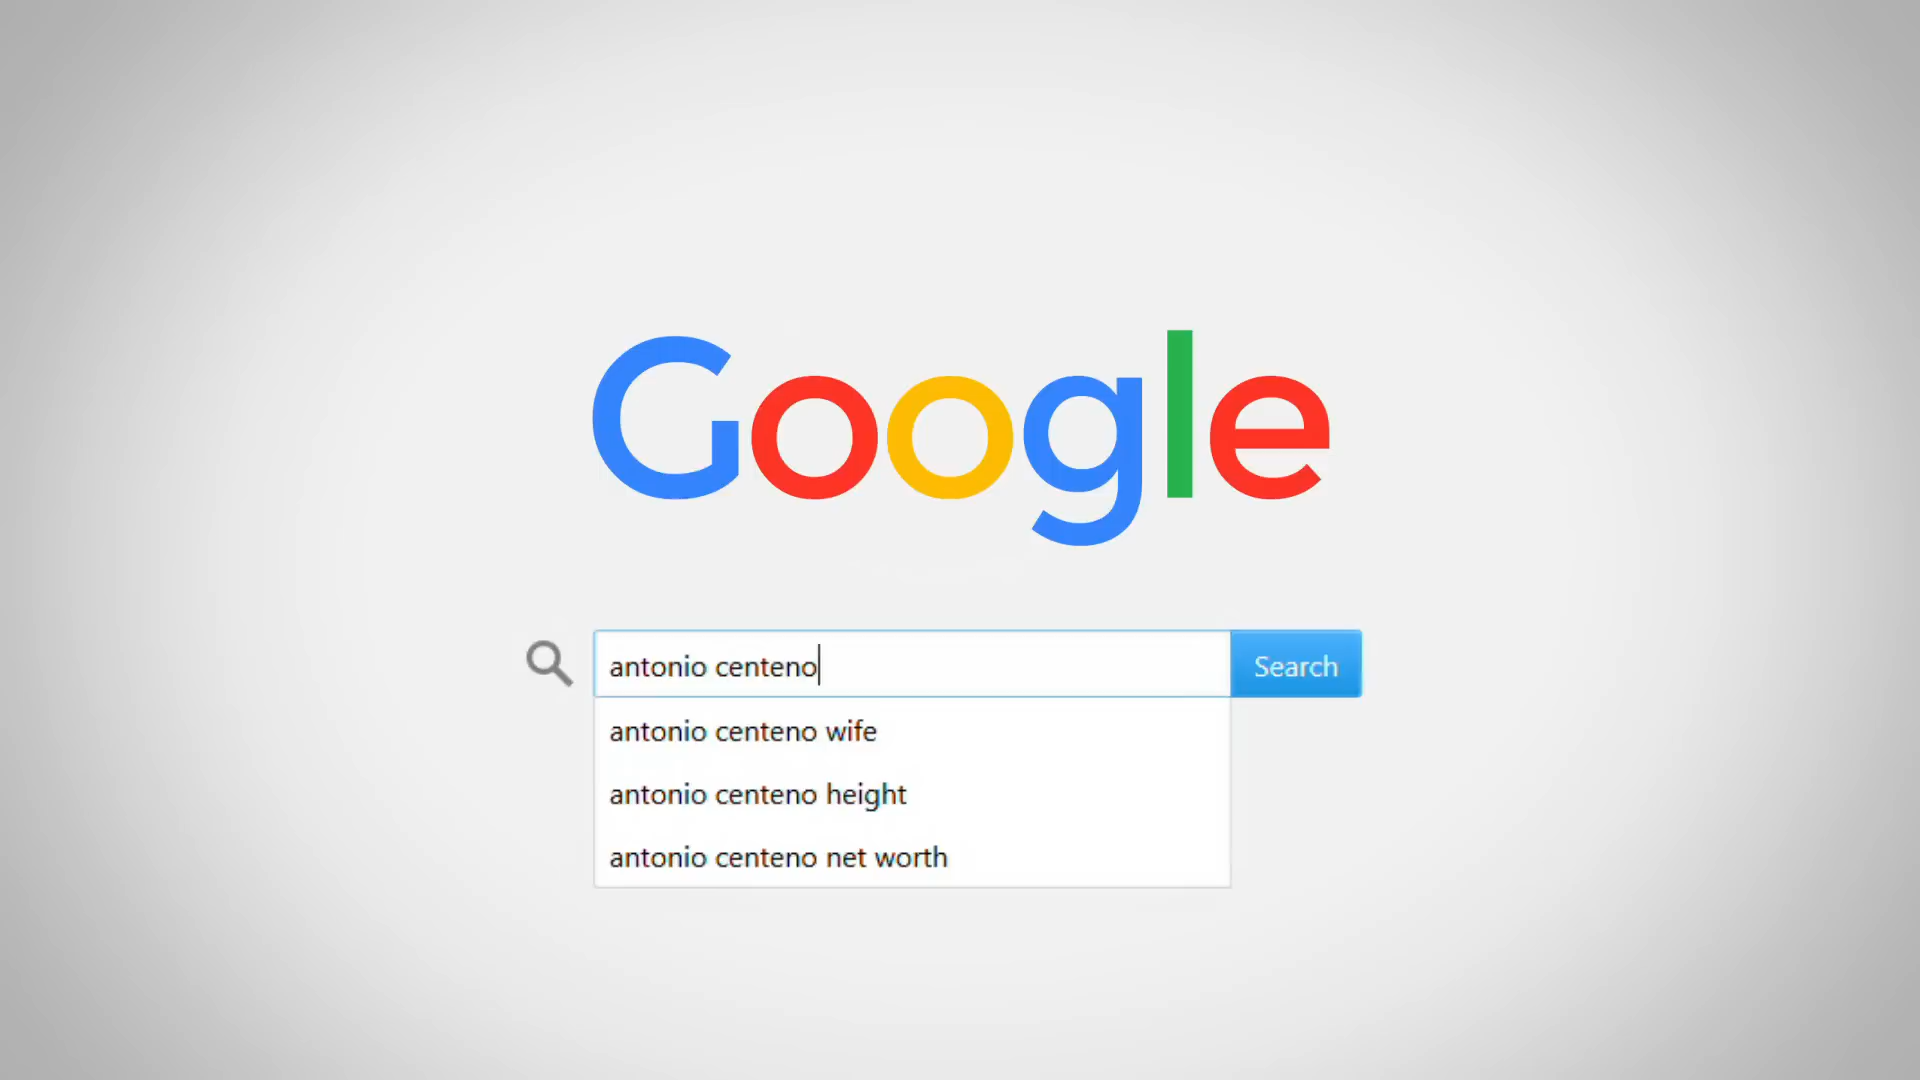 Google
antonio centeno
Search
antonio centeno wife
antonio centeno height
antonio centeno net worth